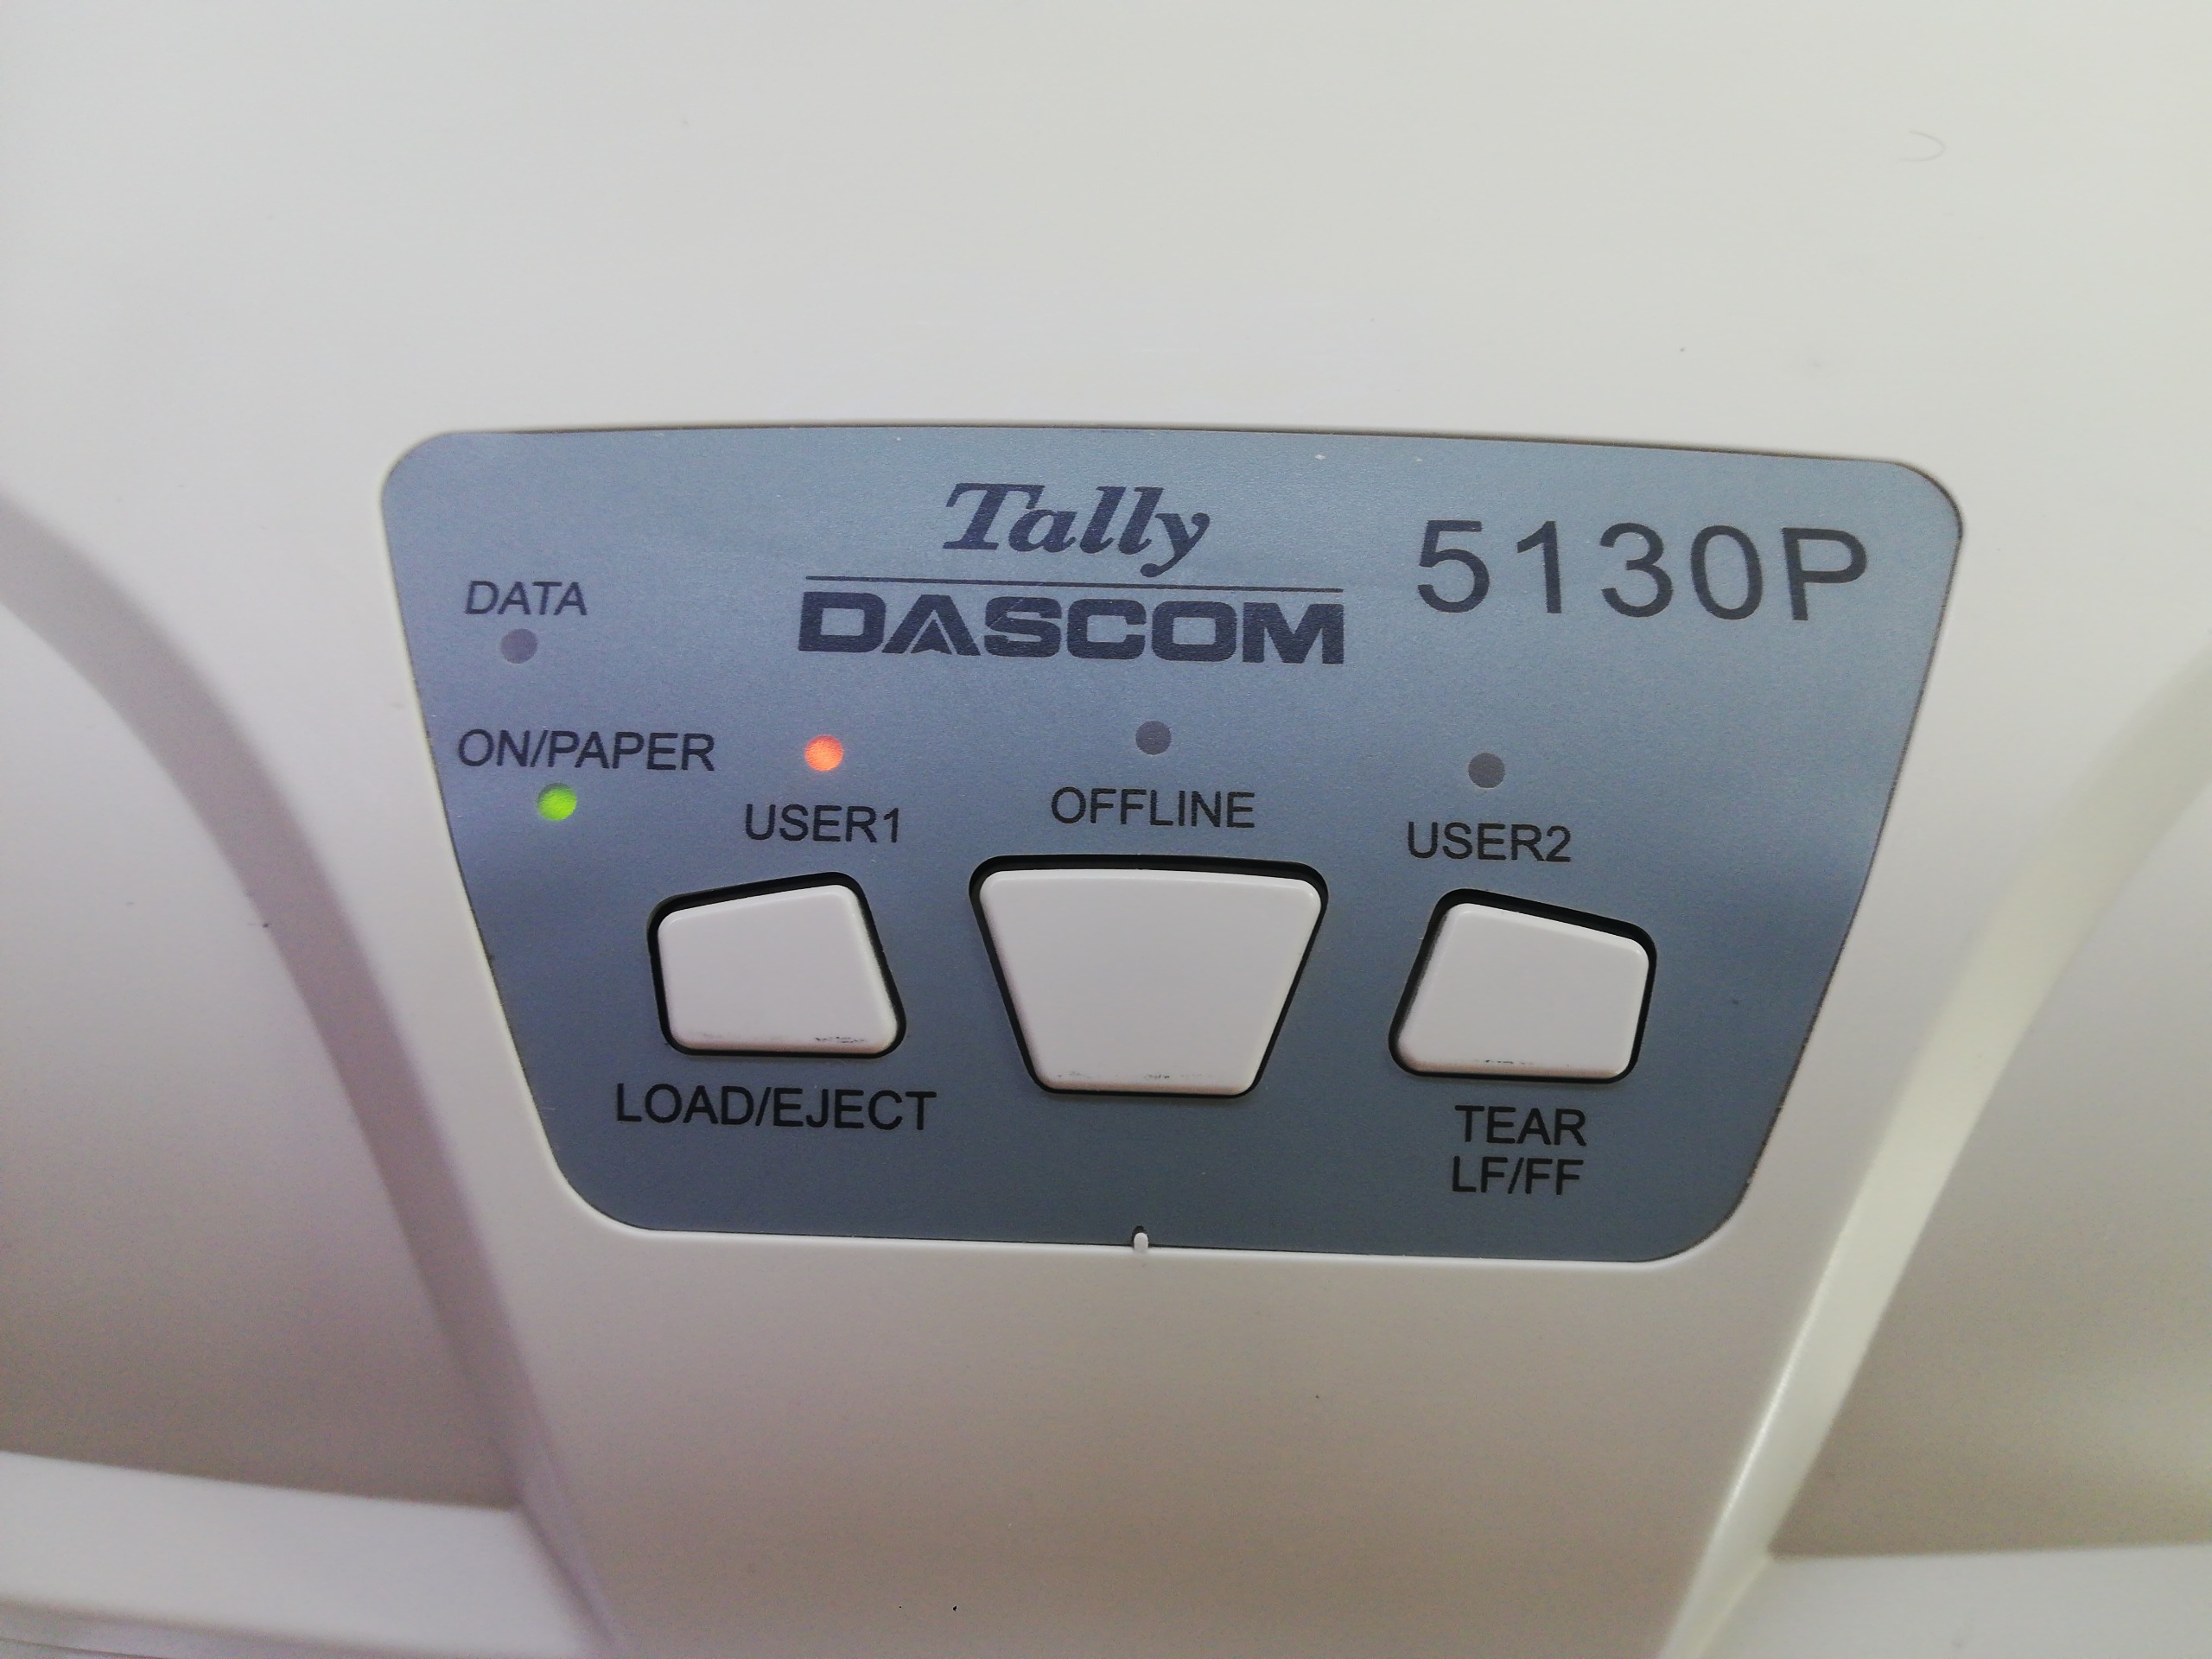 Tally
DASCOM
5130P
DATA
ON/PAPER
USER1
OFFLINE
USER2
LOAD/EJECT
TEAR
LF/FF